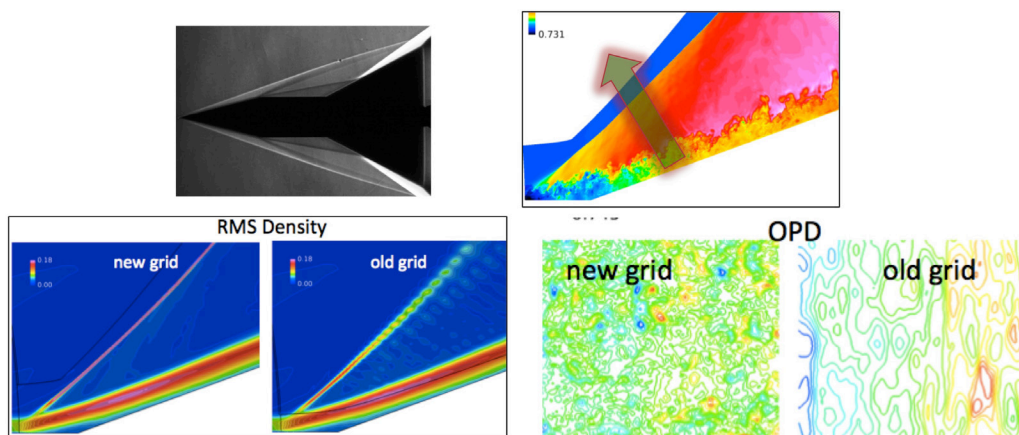 0.731
RMS Density
new grid
0.18
0.00
old grid
0.18
0.00
OPD
new grid
old grid